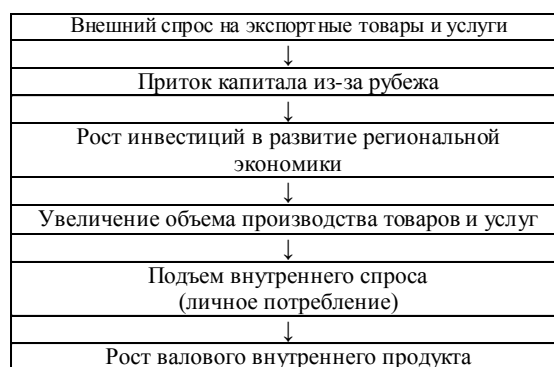 Внешний спрос на экспортные товары и услуги
↓
Приток капитала из-за рубежа
↓
Рост инвестиций в развитие региональной
экономики
↓
Увеличение объема производства товаров и услуг
↓
Подъем внутреннего спроса
(личное потребление)
↓
Рост валового внутреннего продукта